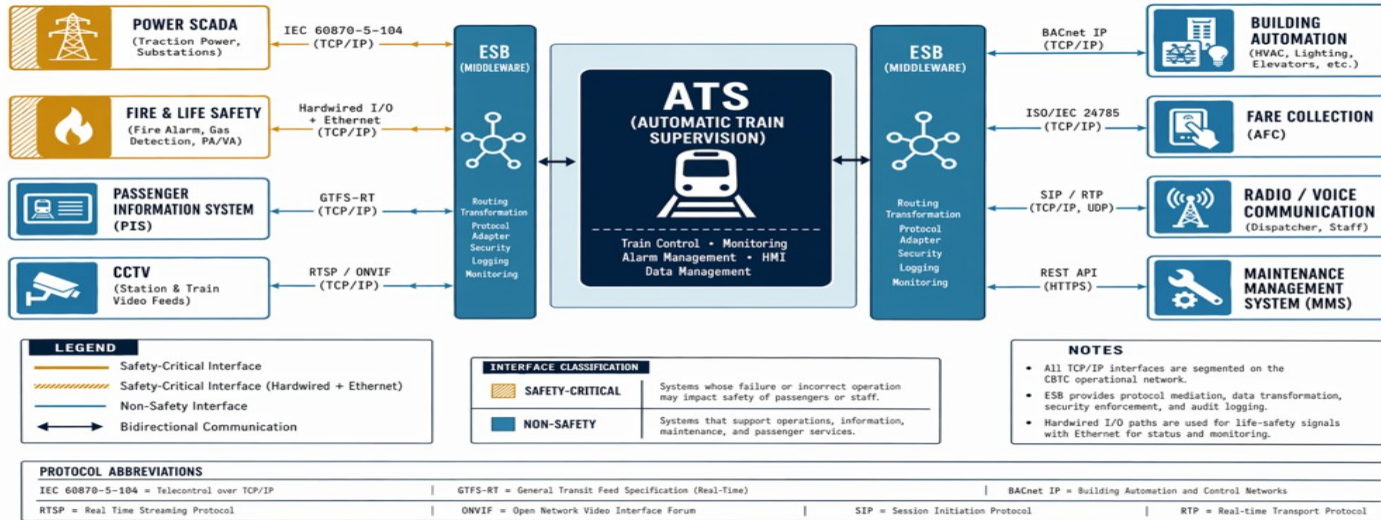 POWER SCADA
(Traction Power,
Substations)
IEC 60870-5-104
(TCP/IP)
FIRE & LIFE SAFETY
(Fire Alarm, Gas
Detection, PA/VA)
Hardwired I/O
+ Ethernet
(TCP/IP)
PASSENGER
INFORMATION SYSTEM
(PIS)
GTFS-RT
(TCP/IP)
CCTV
(Station & Train
Video Feeds)
RTSP / ONVIF
(TCP/IP)
ESB
(MIDDLEWARE)
Routing
Transformation
Protocol
Adapter
Security
Logging
Monitoring
ATS
(AUTOMATIC TRAIN
SUPERVISION)
Train Control • Monitoring
Alarm Management • HMI
Data Management
ESB
(MIDDLEWARE)
Routing
Transformation
Protocol
Adapter
Security
Logging
Monitoring
BACnet IP
(TCP/IP)
BUILDING
AUTOMATION
(HVAC, Lighting,
Elevators, etc.)
ISO/IEC 24785
(TCP/IP)
FARE COLLECTION
(AFC)
SIP / RTP
(TCP/IP, UDP)
RADIO / VOICE
COMMUNICATION
(Dispatcher, Staff)
REST API
(HTTPS)
MAINTENANCE
MANAGEMENT
SYSTEM (MMS)
LEGEND
Safety-Critical Interface
Safety-Critical Interface (Hardwired + Ethernet)
Non-Safety Interface
Bidirectional Communication
INTERFACE CLASSIFICATION
SAFETY-CRITICAL
Systems whose failure or incorrect operation
may impact safety of passengers or staff.
NON-SAFETY
Systems that support operations, information,
maintenance, and passenger services.
NOTES
• All TCP/IP interfaces are segmented on the
CBTC operational network.
• ESB provides protocol mediation, data transformation,
security enforcement, and audit logging.
• Hardwired I/O paths are used for life-safety signals
with Ethernet for status and monitoring.
PROTOCOL ABBREVIATIONS
IEC 60870-5-104 = Telecontrol over TCP/IP | GTFS-RT = General Transit Feed Specification (Real-Time) | BACnet IP = Building Automation and Control Networks
RTSP = Real Time Streaming Protocol | ONVIF = Open Network Video Interface Forum | SIP = Session Initiation Protocol | RTP = Real-time Transport Protocol